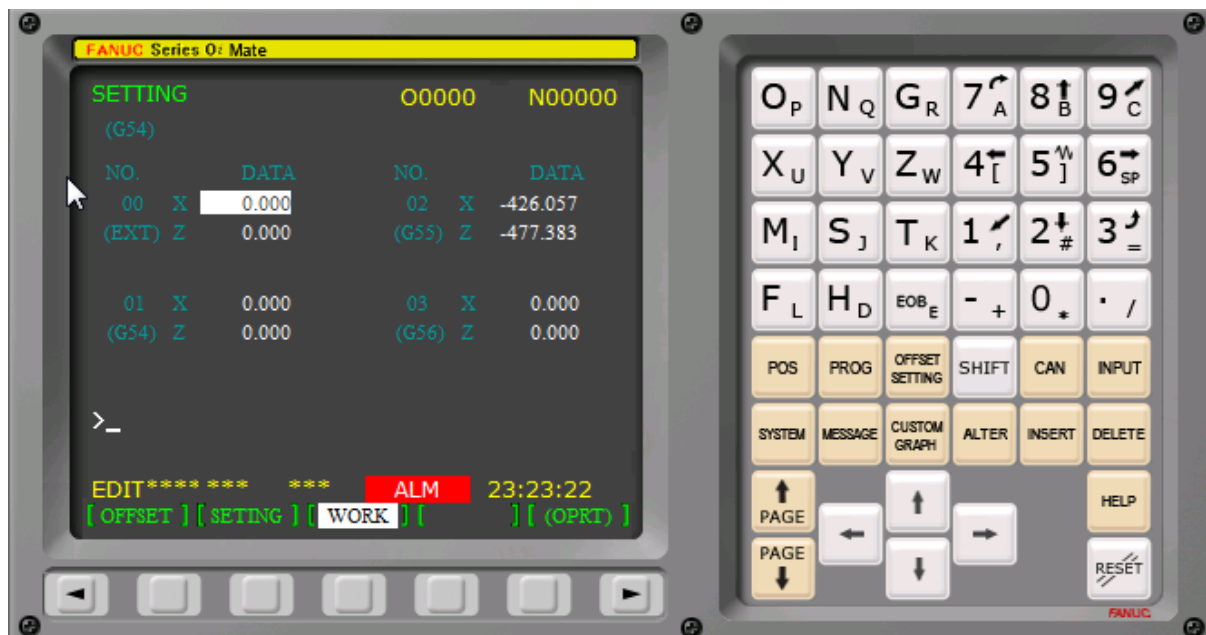 FANUC Series 0i Mate
SETTING O0000 N00000
(G54)
NO. DATA NO. DATA
00 X 0.000 02 X -426.057
(EXT) Z 0.000 (G55) Z -477.383
01 X 0.000 03 X 0.000
(G54) Z 0.000 (G56) Z 0.000
>_
EDIT**** *** *** ALM 23:23:22
[ OFFSET ] [ SETING ] [ WORK ] [ ] [ (OPRT) ]
OP NQ GR 7A 8B 9C
XU YV ZW 4[ 5] 6SP
MI SJ TK 1, 2# 3=
FL HD EOBE -+ 0* ./
POS PROG OFFSET SETTING SHIFT CAN INPUT
SYSTEM MESSAGE CUSTOM GRAPH ALTER INSERT DELETE
PAGE HELP
PAGE RESET
FANUC